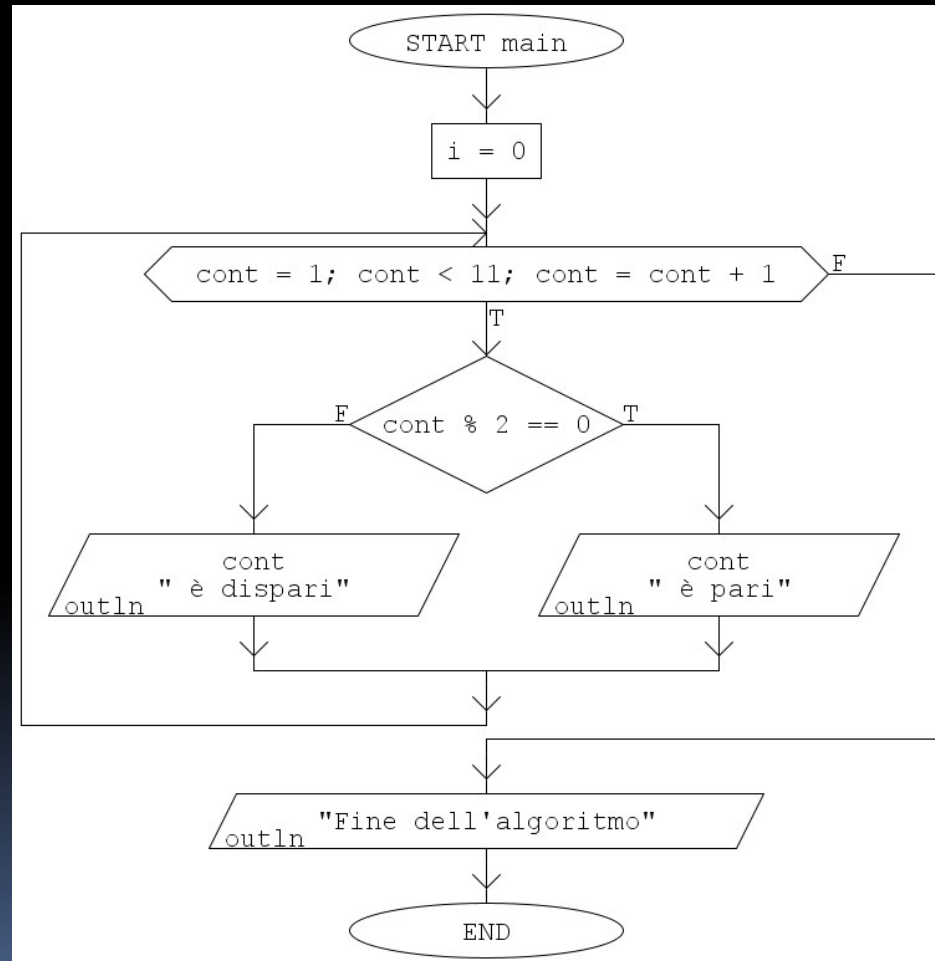 START main
i = 0
cont = 1; cont < 11; cont = cont + 1
F
T
F
cont % 2 == 0
T
cont
" è dispari"
outln
cont
" è pari"
outln
"Fine dell'algoritmo"
outln
END